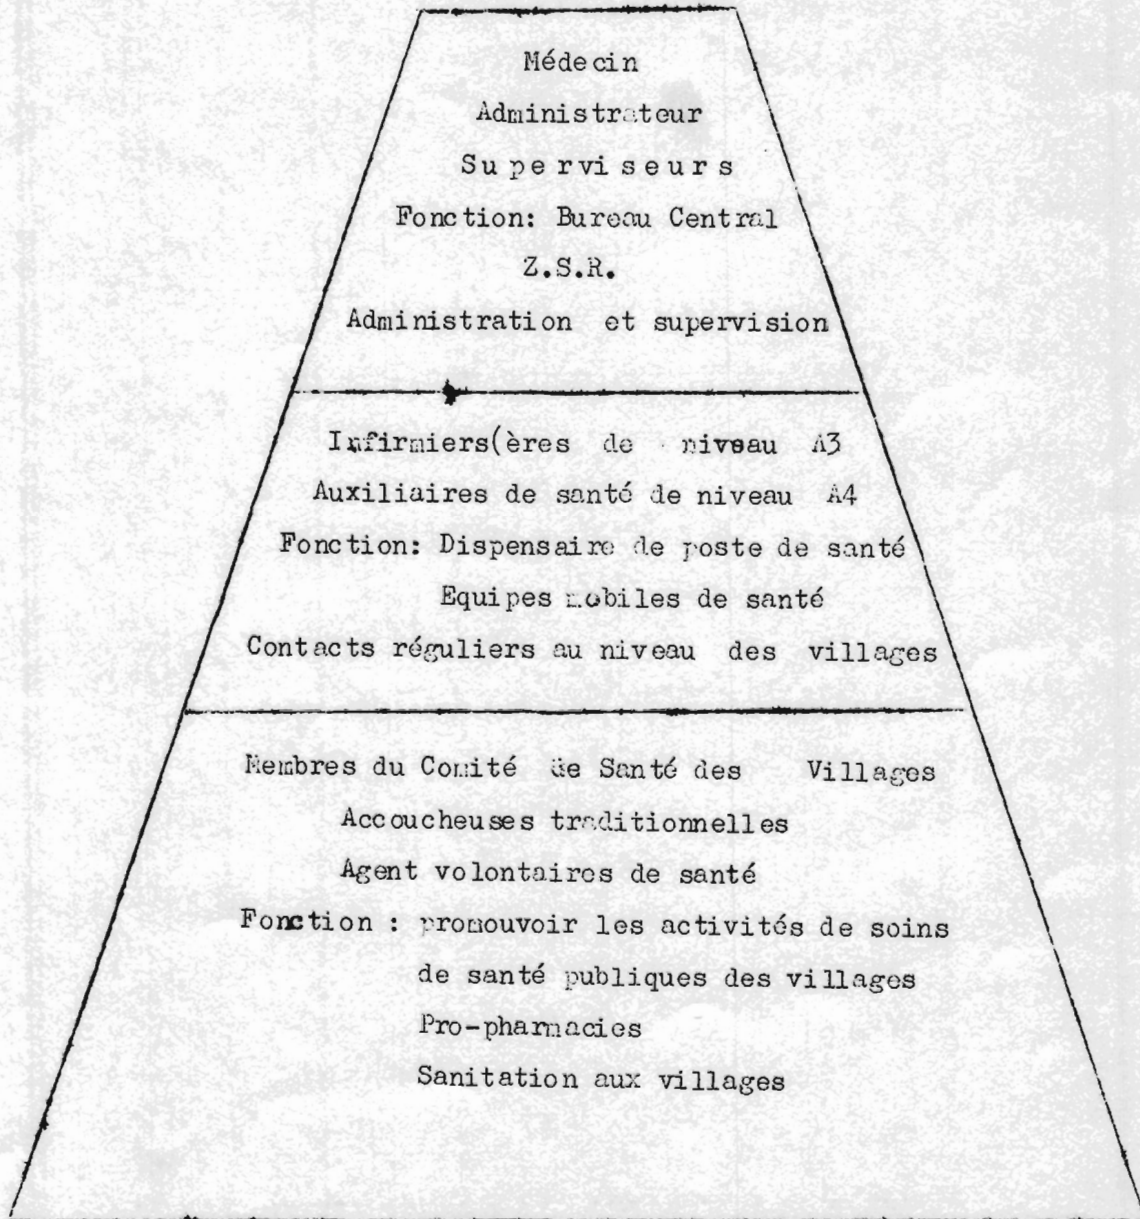 Médecin
Administrateur
Superviseurs
Fonction: Bureau Central
Z.S.R.
Administration et supervision
Infirmiers(ères de niveau A3
Auxiliaires de santé de niveau A4
Fonction: Dispensaire de poste de santé
Equipes mobiles de santé
Contacts réguliers au niveau des villages
Membres du Comité de Santé des Villages
Accoucheuses traditionnelles
Agent volontaires de santé
Fonction : promouvoir les activités de soins
de santé publiques des villages
Pro-pharmacies
Sanitation aux villages